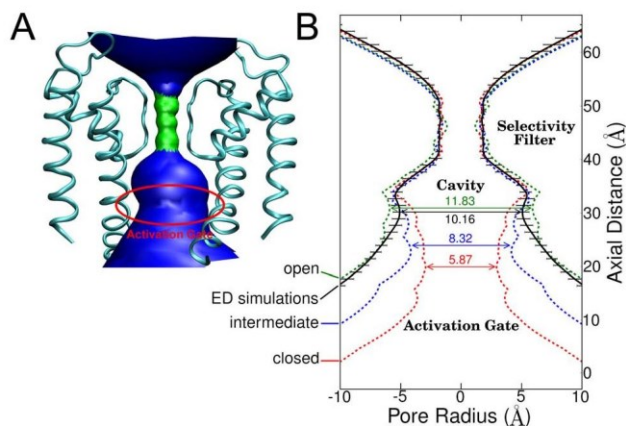 A
Activation Gate
B
Selectivity
Filter
Cavity
11.83
10.16
8.32
5.87
Activation Gate
open
ED simulations
intermediate
closed
60
50
40
30
20
10
0
Axial Distance (Å)
-10
-5
0
5
10
Pore Radius (Å)